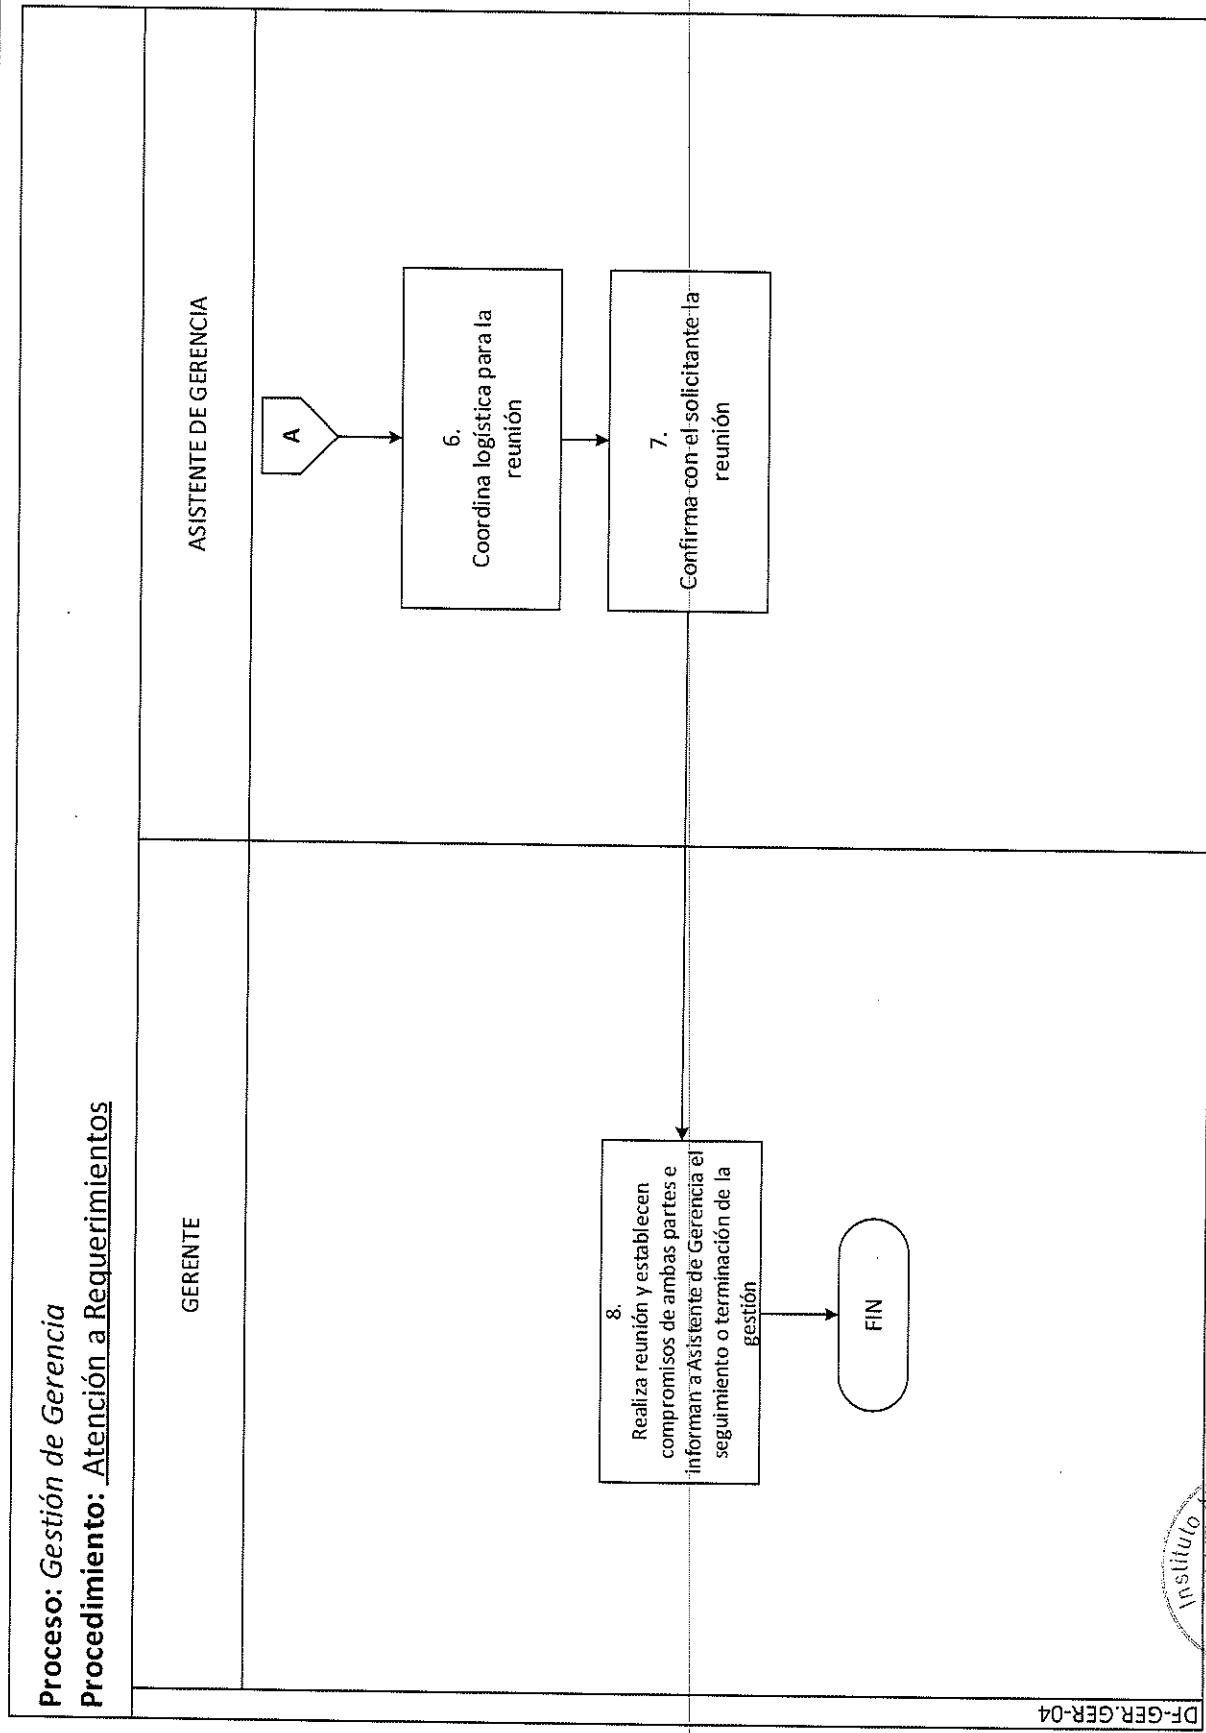 Proceso: Gestión de Gerencia
Procedimiento: Atención a Requerimientos
GERENTE
ASISTENTE DE GERENCIA
A
6.
Coordina logística para la
reunión
7.
Confirma con el solicitante la
reunión
8.
Realiza reunión y establecen
compromisos de ambas partes e
informan a Asistente de Gerencia el
seguimiento o terminación de la
gestión
FIN
DF-GER.GER-04
Instituto